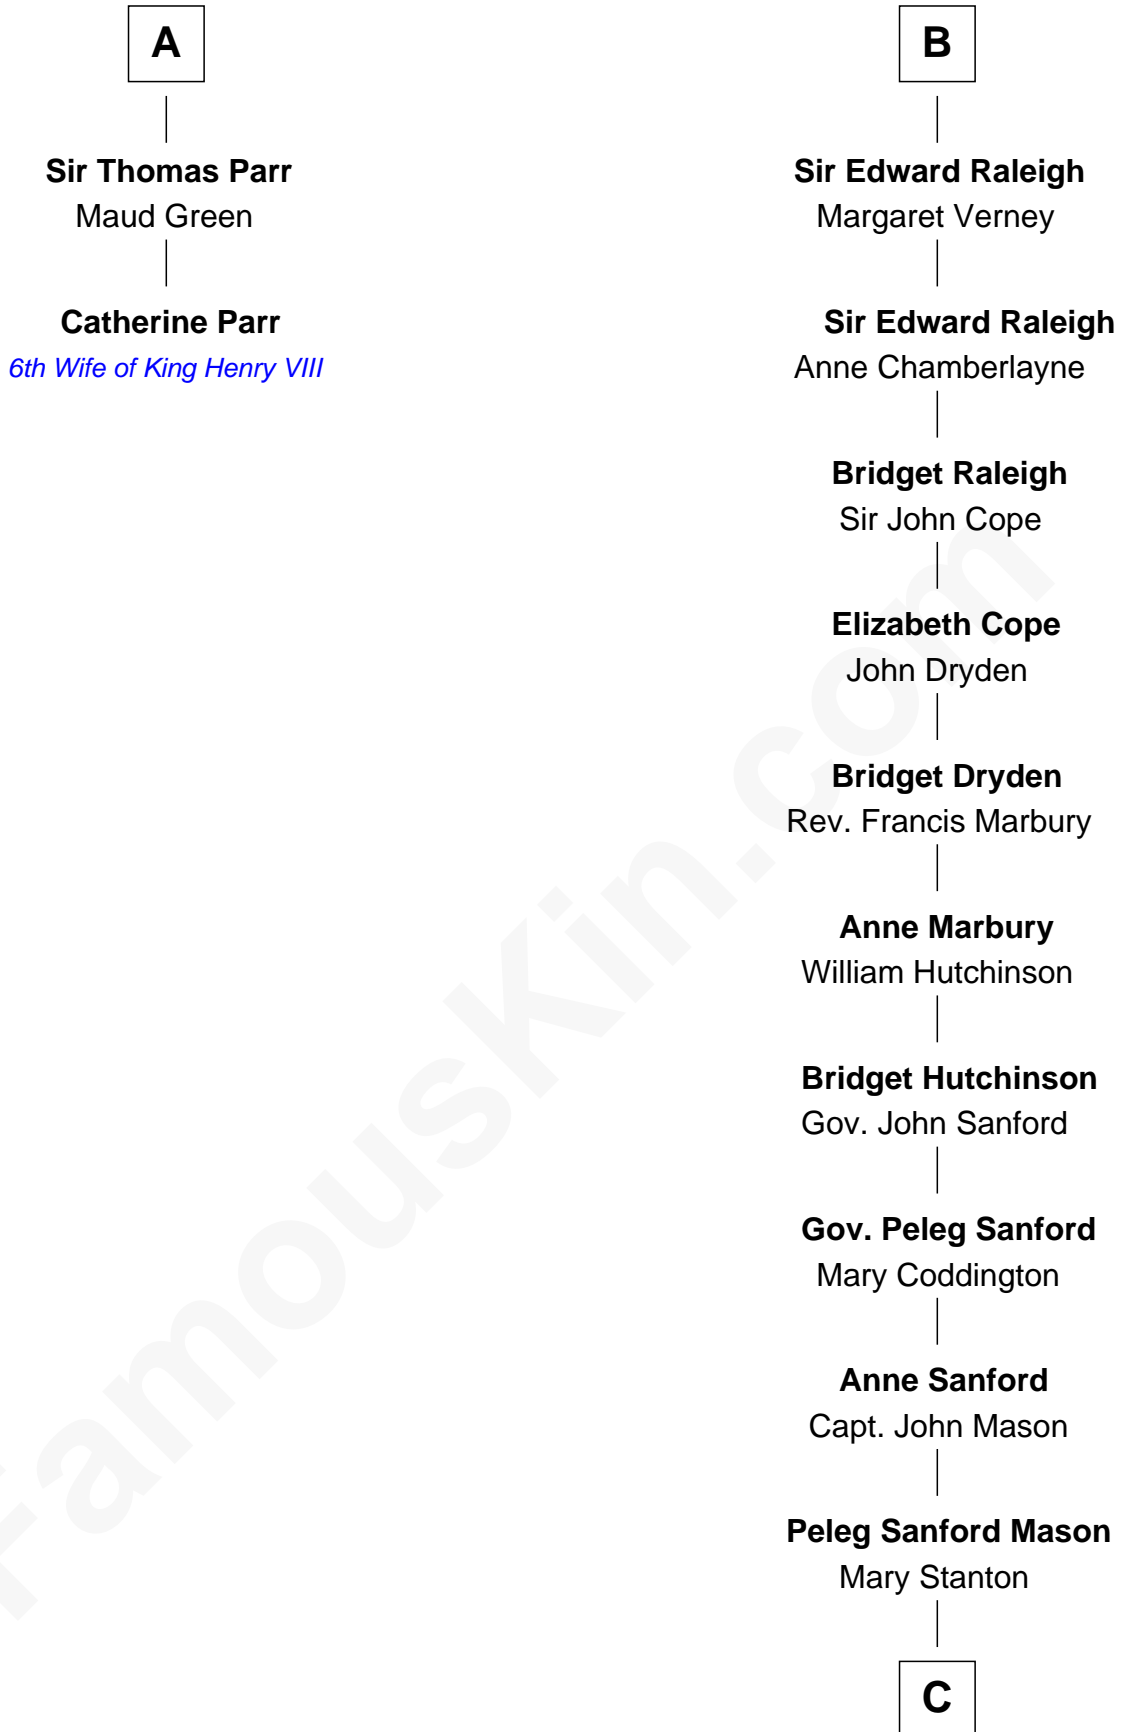 A
Sir Thomas Parr
Maud Green
Catherine Parr
6th Wife of King Henry VIII
B
Sir Edward Raleigh
Margaret Verney
Sir Edward Raleigh
Anne Chamberlayne
Bridget Raleigh
Sir John Cope
Elizabeth Cope
John Dryden
Bridget Dryden
Rev. Francis Marbury
Anne Marbury
William Hutchinson
Bridget Hutchinson
Gov. John Sanford
Gov. Peleg Sanford
Mary Coddington
Anne Sanford
Capt. John Mason
Peleg Sanford Mason
Mary Stanton
C
FamousKin.com